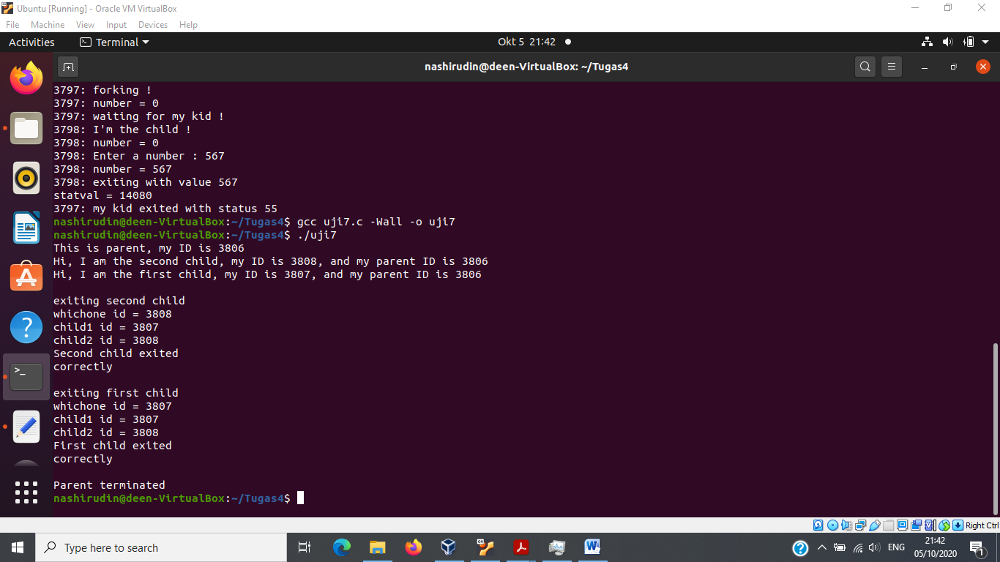 Ubuntu [Running] - Oracle VM VirtualBox
File Machine View Input Devices Help
Activities Terminal Okt 5 21:42
nashirudin@deen-VirtualBox: ~/Tugas4
3797: forking !
3797: number = 0
3797: waiting for my kid !
3798: I'm the child !
3798: number = 0
3798: Enter a number : 567
3798: number = 567
3798: exiting with value 567
statval = 14080
3797: my kid exited with status 55
nashirudin@deen-VirtualBox:~/Tugas4$ gcc uji7.c -Wall -o uji7
nashirudin@deen-VirtualBox:~/Tugas4$ ./uji7
This is parent, my ID is 3806
Hi, I am the second child, my ID is 3808, and my parent ID is 3806
Hi, I am the first child, my ID is 3807, and my parent ID is 3806
exiting second child
whichone id = 3808
child1 id = 3807
child2 id = 3808
Second child exited
correctly
exiting first child
whichone id = 3807
child1 id = 3807
child2 id = 3808
First child exited
correctly
Parent terminated
nashirudin@deen-VirtualBox:~/Tugas4$
Right Ctrl
Type here to search
ENG
21:42
05/10/2020
1